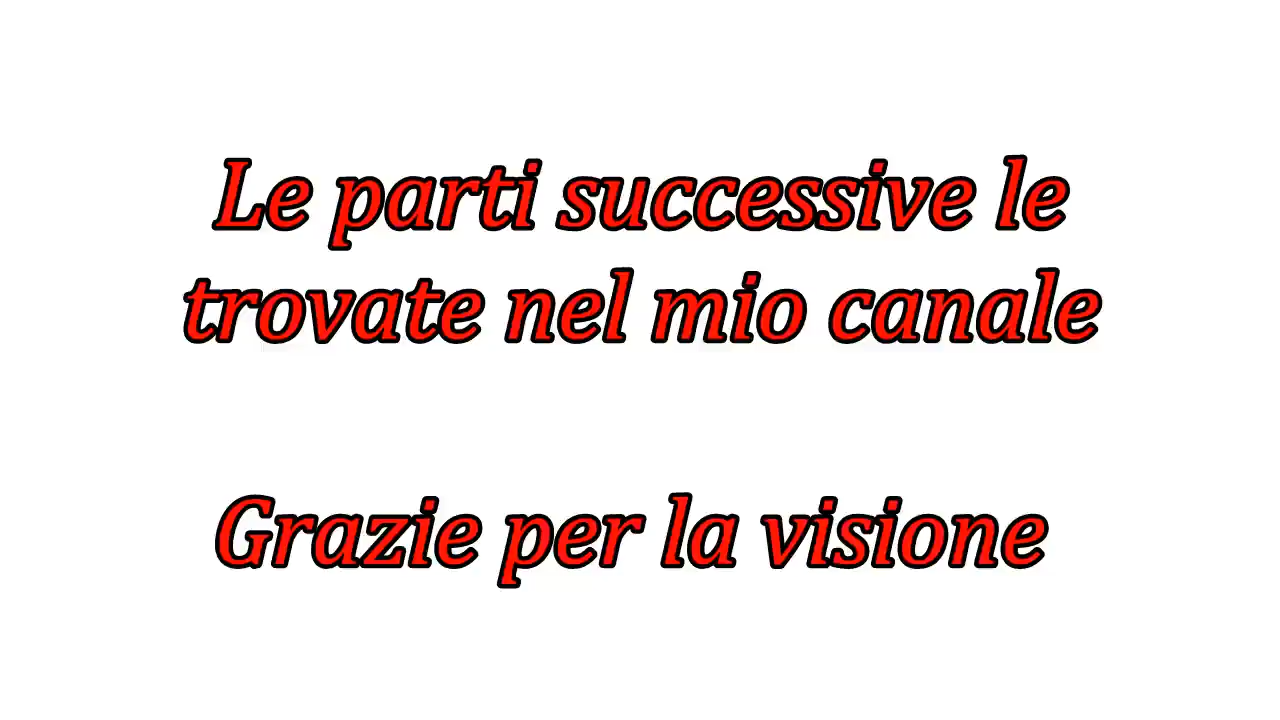 Le parti successive le
trovate nel mio canale
Grazie per la visione